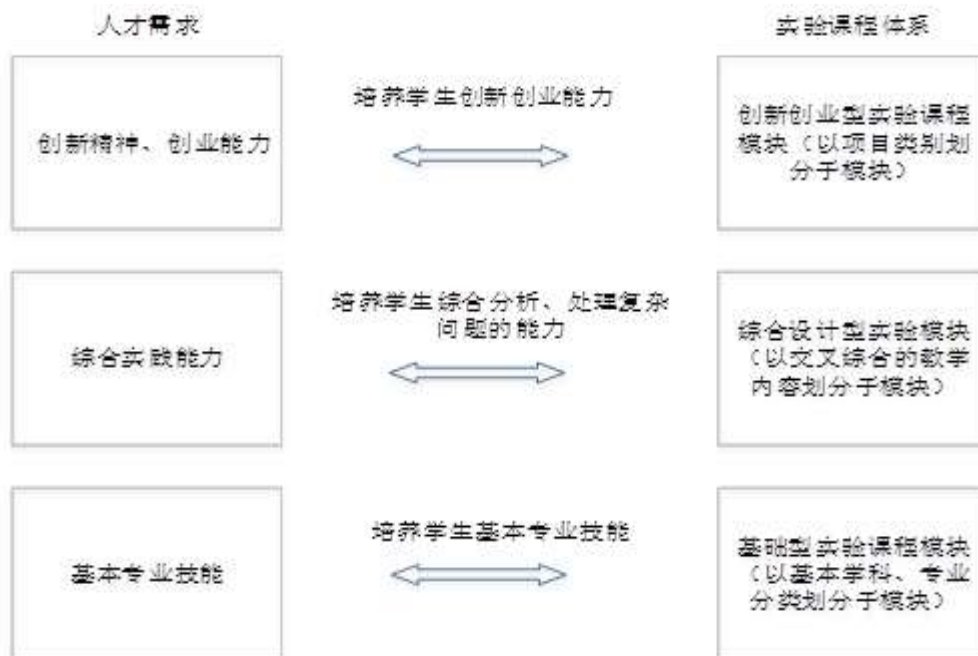 人才需求
实验课程体系
培养学生创新创业能力
创新精神、创业能力
创新创业型实验课程
模块（以项目类别划
分子模块）
培养学生综合分析、处理复杂
问题的能力
综合实践能力
综合设计型实验模块
（以交叉综合的教学
内容划分子模块）
培养学生基本专业技能
基本专业技能
基础型实验课程模块
（以基本学科、专业
分类划分子模块）